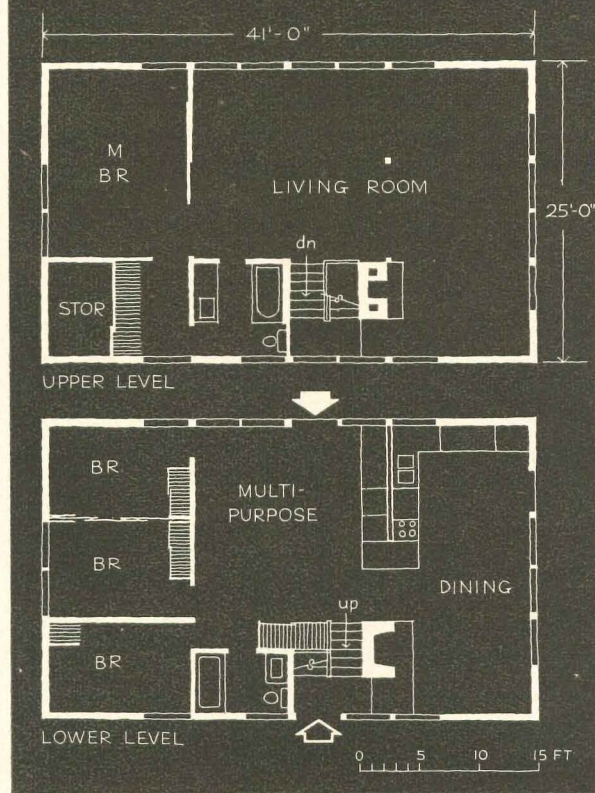 41'-0"
M
BR
LIVING ROOM
25'-0"
dn
STOR
UPPER LEVEL
BR
MULTI-
PURPOSE
BR
DINING
up
BR
LOWER LEVEL
0 5 10 15 FT